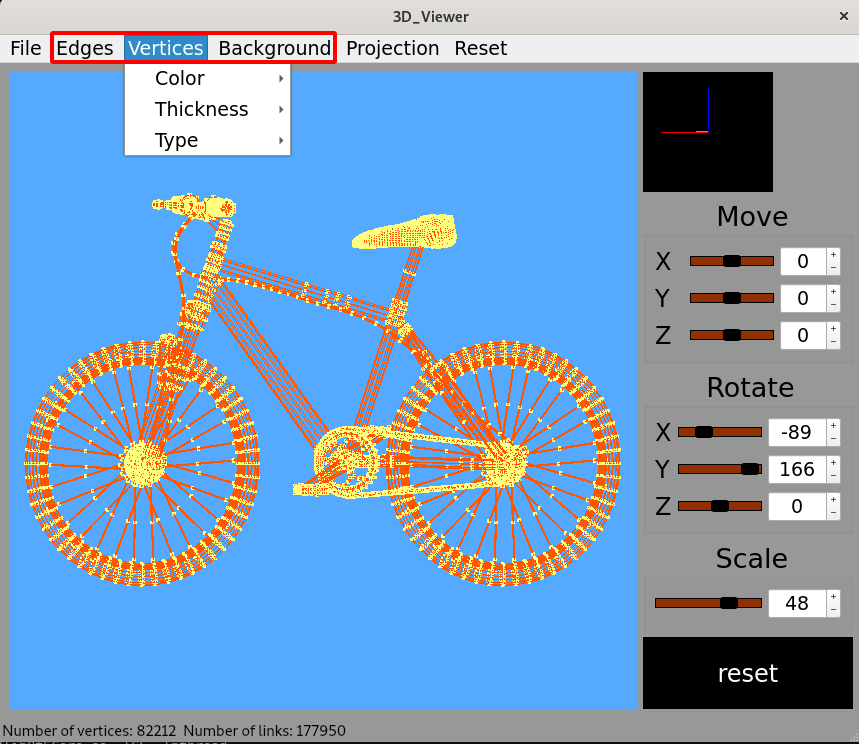 3D_Viewer ×
File Edges Vertices Background Projection Reset
Color
Thickness
Type
Move
X 0
Y 0
Z 0
Rotate
X -89
Y 166
Z 0
Scale
48
reset
Number of vertices: 82212 Number of links: 177950